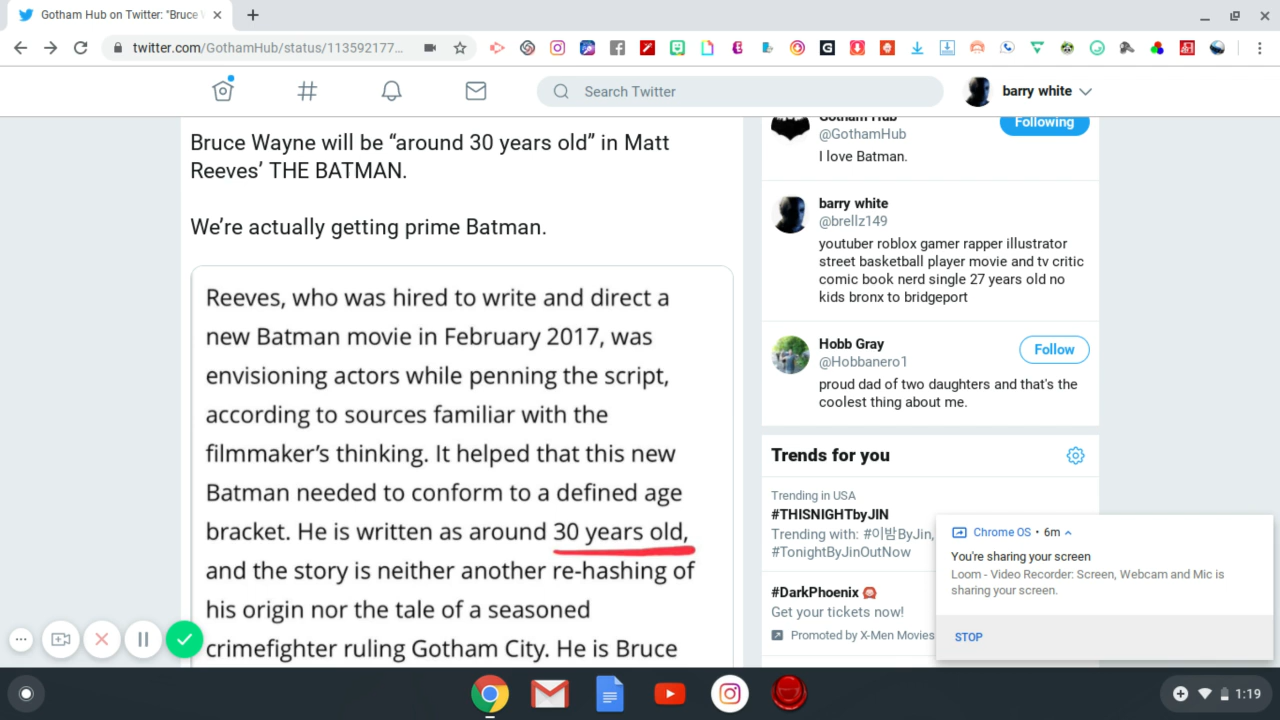 Gotham Hub on Twitter: "Bruce W
twitter.com/GothamHub/status/113592177...
Search Twitter
barry white
Bruce Wayne will be “around 30 years old” in Matt
Reeves’ THE BATMAN.
We’re actually getting prime Batman.
Reeves, who was hired to write and direct a
new Batman movie in February 2017, was
envisioning actors while penning the script,
according to sources familiar with the
filmmaker’s thinking. It helped that this new
Batman needed to conform to a defined age
bracket. He is written as around 30 years old,
and the story is neither another re-hashing of
his origin nor the tale of a seasoned
crimefighter ruling Gotham City. He is Bruce
Gotham Hub
@GothamHub
Following
I love Batman.
barry white
@brellz149
youtuber roblox gamer rapper illustrator
street basketball player movie and tv critic
comic book nerd single 27 years old no
kids bronx to bridgeport
Hobb Gray
@Hobbanero1
Follow
proud dad of two daughters and that's the
coolest thing about me.
Trends for you
Trending in USA
#THISNIGHTbyJIN
Trending with: #이밤ByJin,
#TonightByJinOutNow
#DarkPhoenix
Get your tickets now!
Promoted by X-Men Movies
Chrome OS • 6m
You're sharing your screen
Loom - Video Recorder: Screen, Webcam and Mic is
sharing your screen.
STOP
1:19